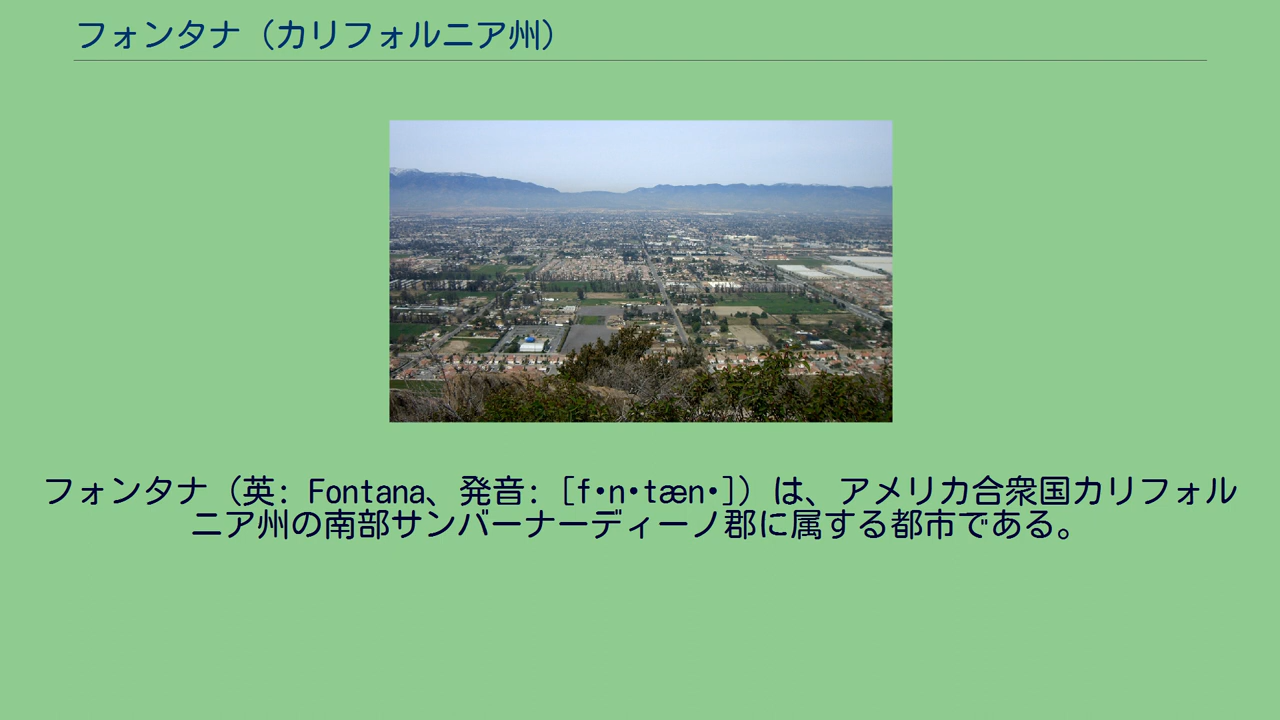 フォンタナ（カリフォルニア州）
フォンタナ（英: Fontana、発音: [f•n•tæn•]）は、アメリカ合衆国カリフォル
ニア州の南部サンバーナーディーノ郡に属する都市である。